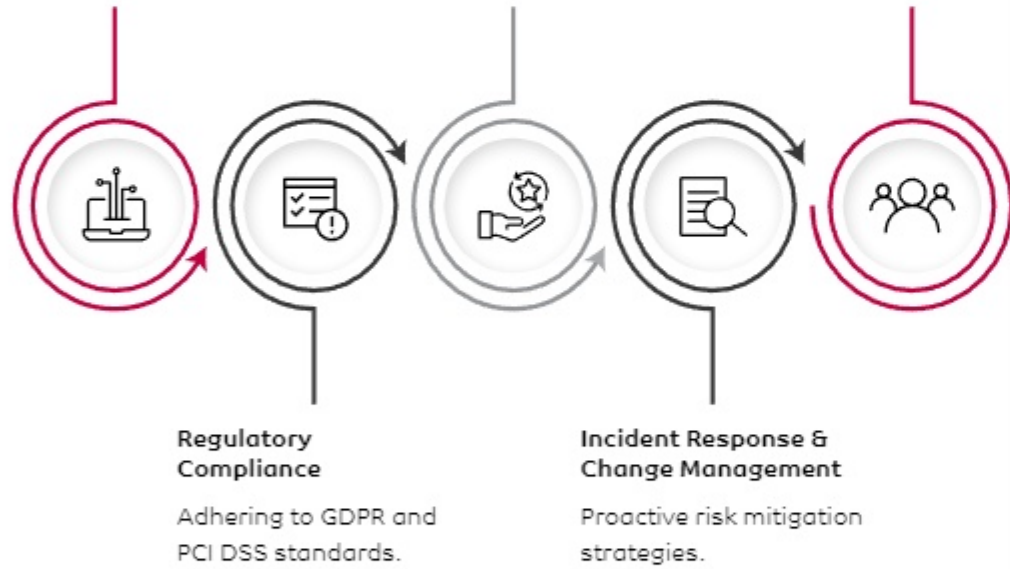 Regulatory
Compliance
Adhering to GDPR and
PCI DSS standards.
Incident Response &
Change Management
Proactive risk mitigation
strategies.